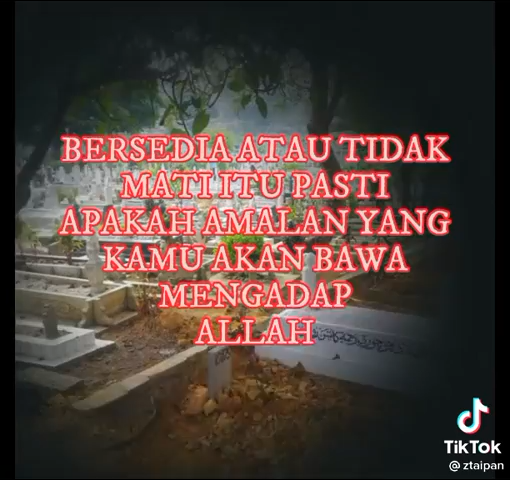 BERSEDIA ATAU TIDAK
MATI ITU PASTI
APAKAH AMALAN YANG
KAMU AKAN BAWA
MENGADAP
ALLAH
TikTok
@ztaipan